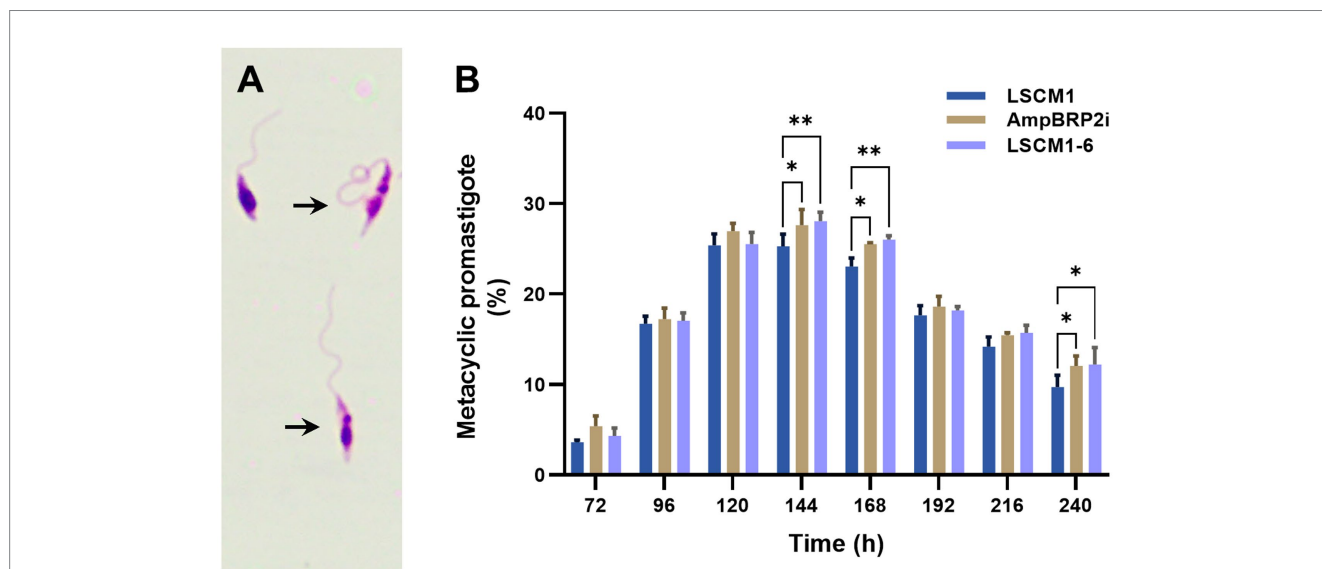 A
B
LSCM1
AmpBRP2i
LSCM1-6
Metacyclic promastigote
(%)
40
30
20
10
0
** 
*
**
*
*
*
72 96 120 144 168 192 216 240
Time (h)